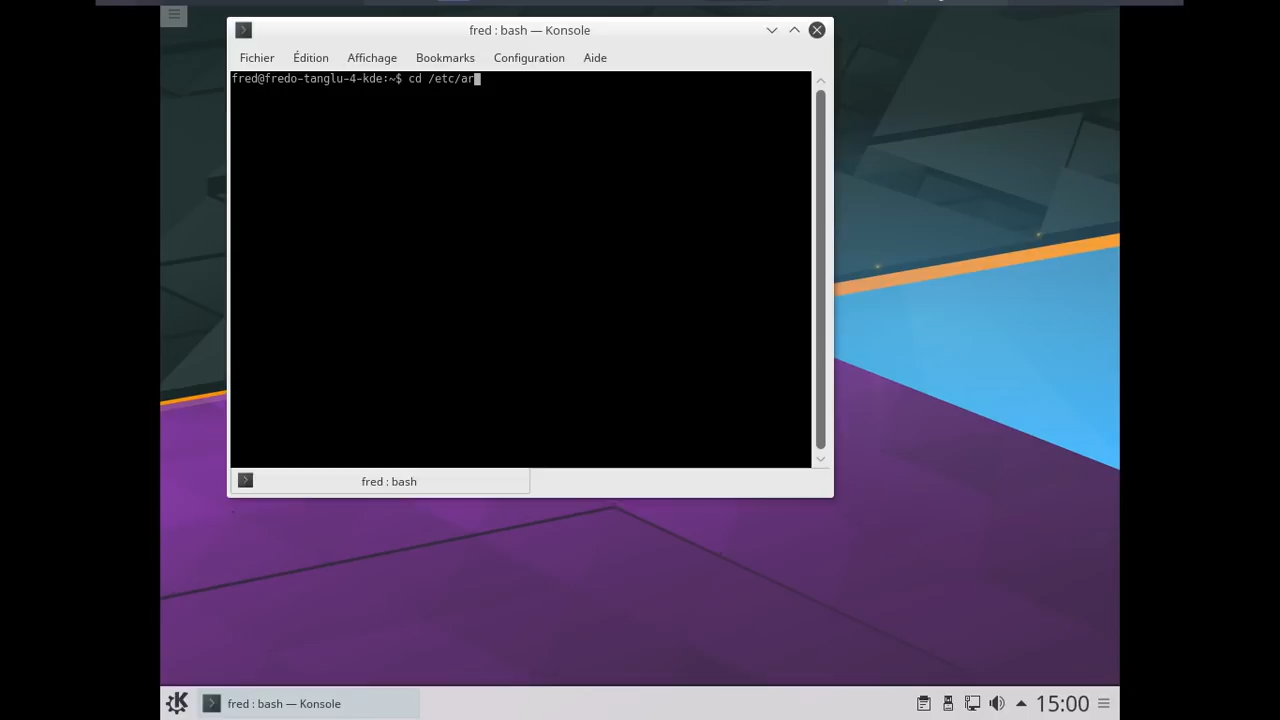 fred : bash — Konsole
Fichier Édition Affichage Bookmarks Configuration Aide
fred@fredo-tanglu-4-kde:~$ cd /etc/ar
fred : bash
fred : bash — Konsole
15:00